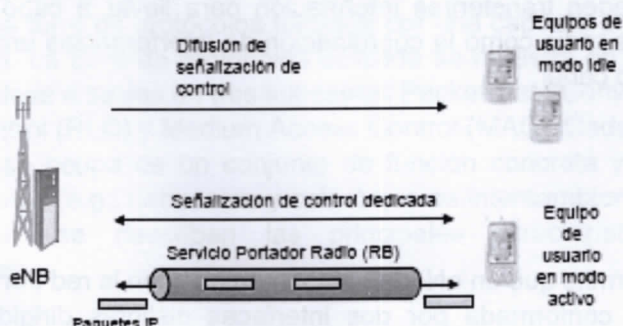 Difusión de
señalización de
control
Equipos de
usuario en
modo Idle
Señalización de control dedicada
Servicio Portador Radio (RB)
eNB
Paquetes IP
Equipo
de
usuario
en modo
activo